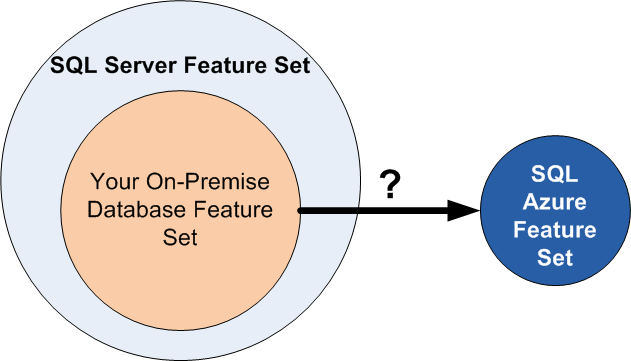 SQL Server Feature Set
Your On-Premise
Database Feature
Set
?
SQL
Azure
Feature
Set